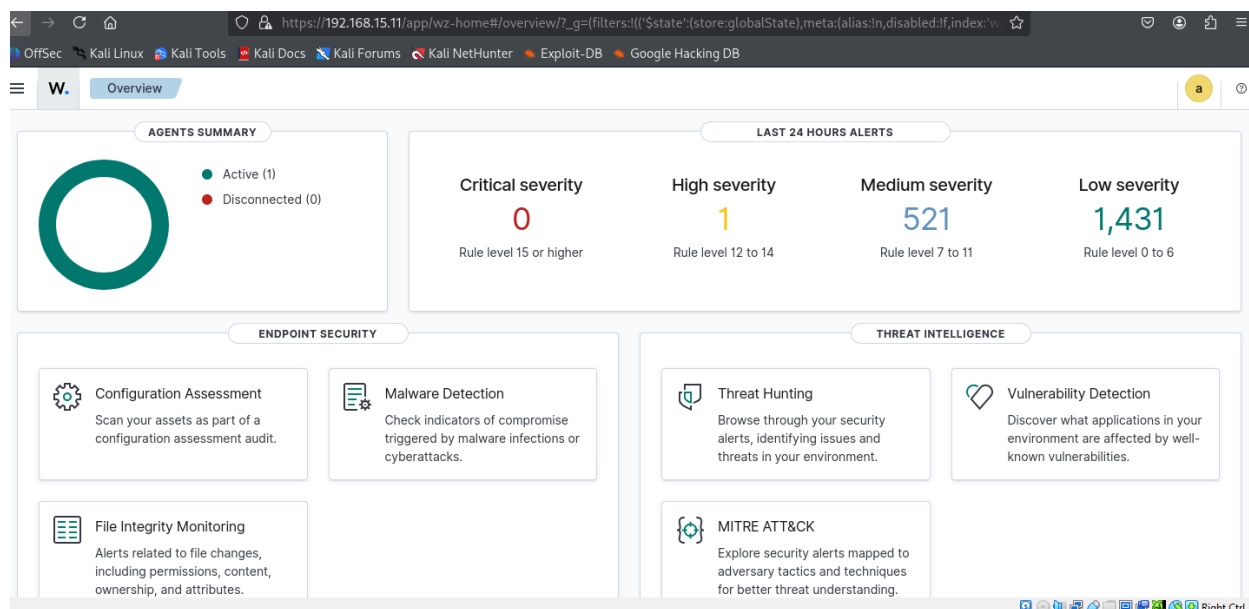 https://192.168.15.11/app/wz-home#/overview/?_g=(filters:!(('$state':(store:globalState),meta:(alias:!n,disabled:!f,index:'w
OffSec Kali Linux Kali Tools Kali Docs Kali Forums Kali NetHunter Exploit-DB Google Hacking DB
W. Overview a
AGENTS SUMMARY
Active (1)
Disconnected (0)
LAST 24 HOURS ALERTS
Critical severity High severity Medium severity Low severity
0 1 521 1,431
Rule level 15 or higher Rule level 12 to 14 Rule level 7 to 11 Rule level 0 to 6
ENDPOINT SECURITY
Configuration Assessment
Scan your assets as part of a
configuration assessment audit.
Malware Detection
Check indicators of compromise
triggered by malware infections or
cyberattacks.
File Integrity Monitoring
Alerts related to file changes,
including permissions, content,
ownership, and attributes.
THREAT INTELLIGENCE
Threat Hunting
Browse through your security
alerts, identifying issues and
threats in your environment.
Vulnerability Detection
Discover what applications in your
environment are affected by well-
known vulnerabilities.
MITRE ATT&CK
Explore security alerts mapped to
adversary tactics and techniques
for better threat understanding.
Right Ctrl